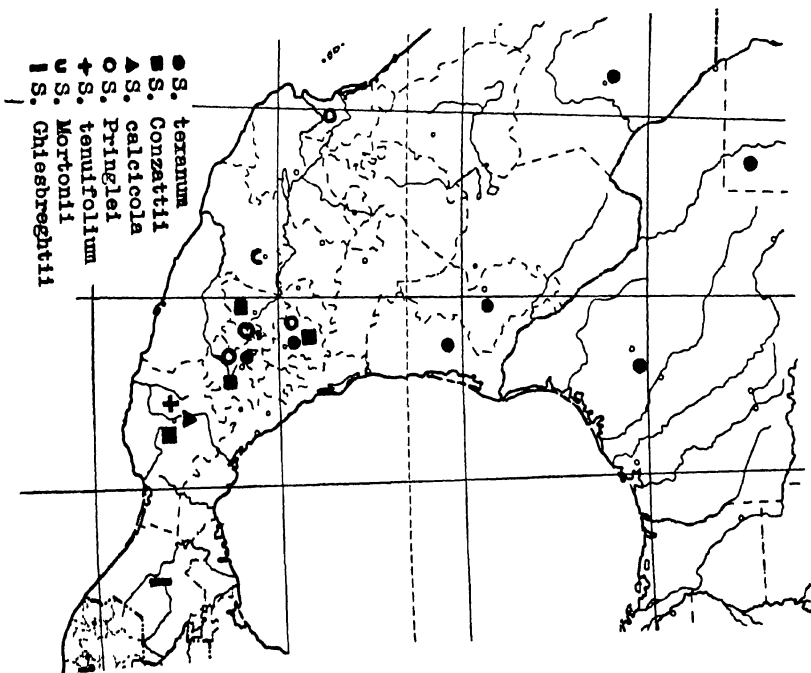 ● S. texanum
■ S. Conzattii
▲ S. calcicola
○ S. Pringlei
+ S. tenuifolium
∪ S. Mortonii
▌ S. Ghiesbreghtii